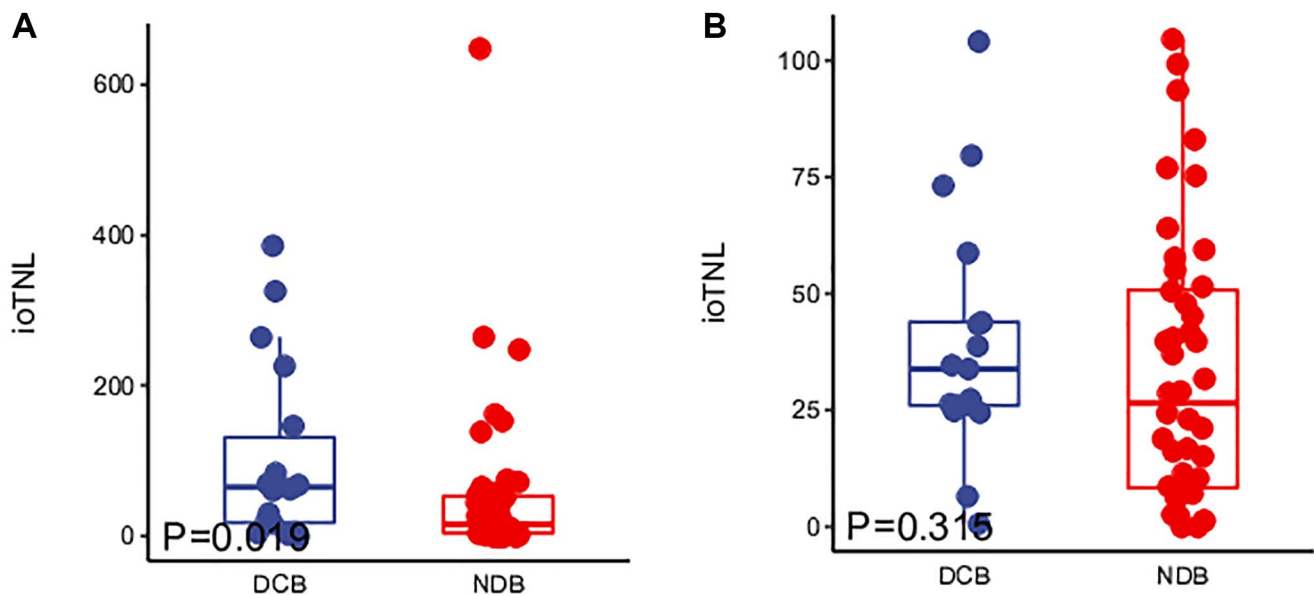 A
600
400
200
0
ioTNL
P=0.019
DCB NDB
B
100
75
50
25
0
ioTNL
P=0.315
DCB NDB